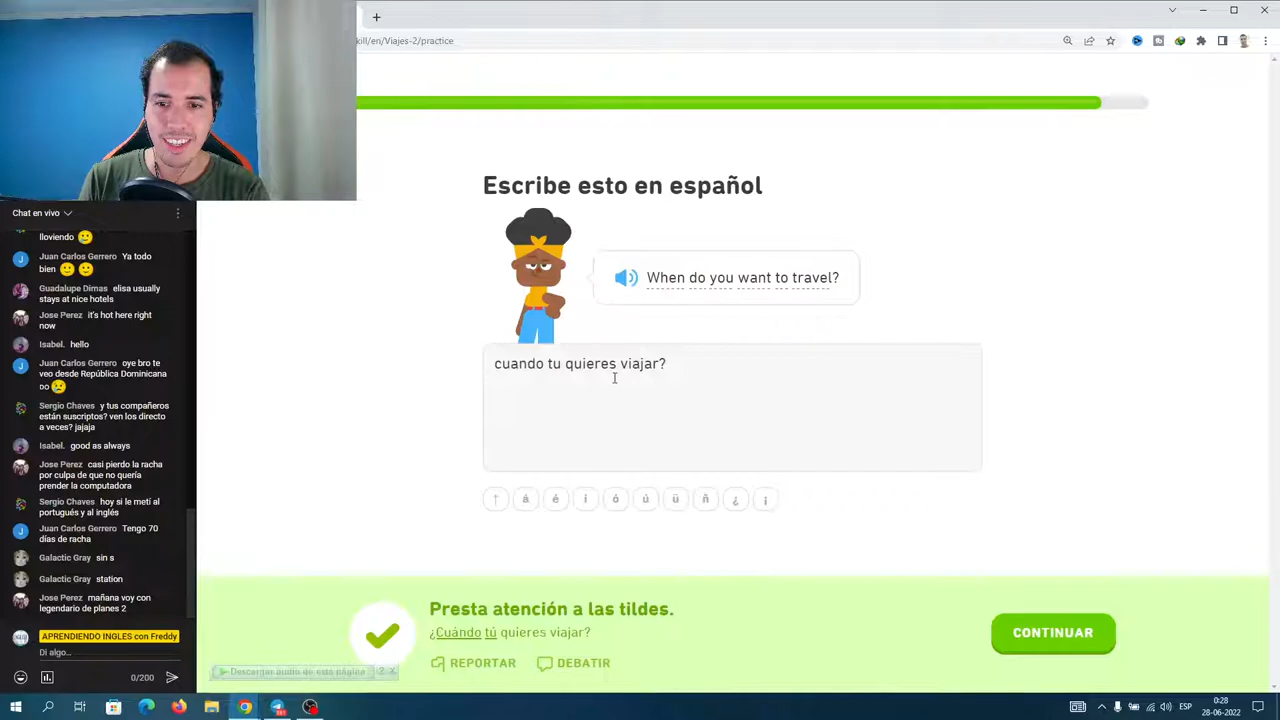 kill/en/Viajes-2/practice
Chat en vivo
lloviendo
Juan Carlos Gerrero Ya todo
bien
Guadalupe Dimas elisa usually
stays at nice hotels
Jose Perez it's hot here right
now
Isabel. hello
Juan Carlos Gerrero oye bro te
veo desde República Dominicana
DO
Sergio Chaves y tus compañeros
están suscriptos? ven los directo
a veces? jajaja
Isabel. good as always
Jose Perez casi pierdo la racha
por culpa de que no quería
prender la computadora
Sergio Chaves hoy si le metí al
portugués y al inglés
Juan Carlos Gerrero Tengo 70
días de racha
Galactic Gray sin s
Galactic Gray station
Jose Perez mañana voy con
legendario de planes 2
APRENDIENDO INGLES con Freddy
Di algo...
0/200
Escribe esto en español
When do you want to travel?
cuando tu quieres viajar?
↑ á é í ó ú ü ñ ¿ ¡
Presta atención a las tildes.
¿Cuándo tú quieres viajar?
REPORTAR DEBATIR
CONTINUAR
Descargar audio de esta página ? X
ESP
0:28
28-06-2022